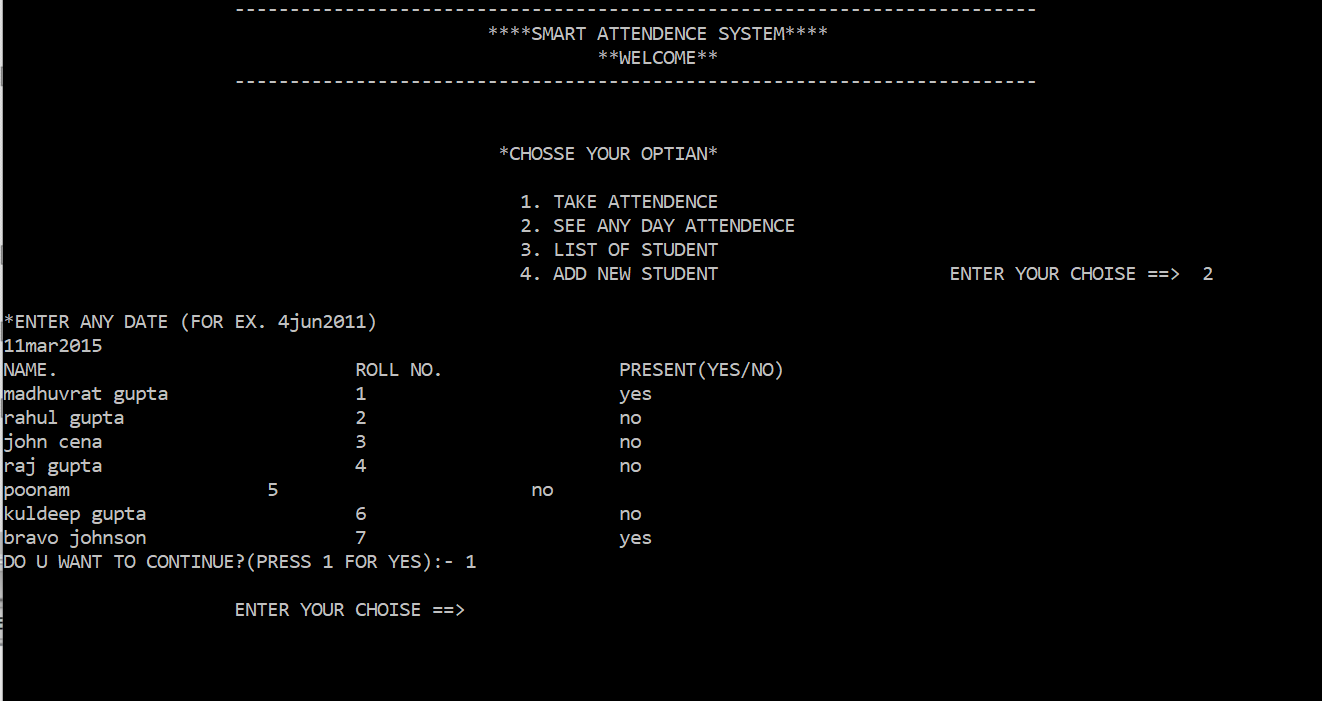 -------------------------------------------------------------------------
****SMART ATTENDENCE SYSTEM****
**WELCOME**
-------------------------------------------------------------------------
*CHOSSE YOUR OPTIAN*
1. TAKE ATTENDENCE
2. SEE ANY DAY ATTENDENCE
3. LIST OF STUDENT
4. ADD NEW STUDENT ENTER YOUR CHOISE ==> 2
*ENTER ANY DATE (FOR EX. 4jun2011)
11mar2015
NAME. ROLL NO. PRESENT(YES/NO)
madhuvrat gupta 1 yes
rahul gupta 2 no
john cena 3 no
raj gupta 4 no
poonam 5 no
kuldeep gupta 6 no
bravo johnson 7 yes
DO U WANT TO CONTINUE?(PRESS 1 FOR YES):- 1
ENTER YOUR CHOISE ==>